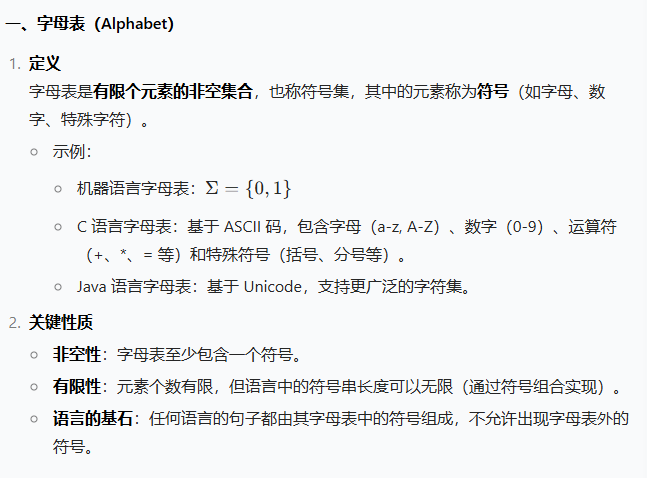 一、字母表（Alphabet）
1. 定义
字母表是有限个元素的非空集合，也称符号集，其中的元素称为符号（如字母、数
字、特殊字符）。
○ 示例：
○ 机器语言字母表：Σ = {0, 1}
○ C 语言字母表：基于 ASCII 码，包含字母（a-z, A-Z）、数字（0-9）、运算符
（+、*、= 等）和特殊符号（括号、分号等）。
○ Java 语言字母表：基于 Unicode，支持更广泛的字符集。
2. 关键性质
○ 非空性：字母表至少包含一个符号。
○ 有限性：元素个数有限，但语言中的符号串长度可以无限（通过符号组合实现）。
○ 语言的基石：任何语言的句子都由其字母表中的符号组成，不允许出现字母表外的
符号。